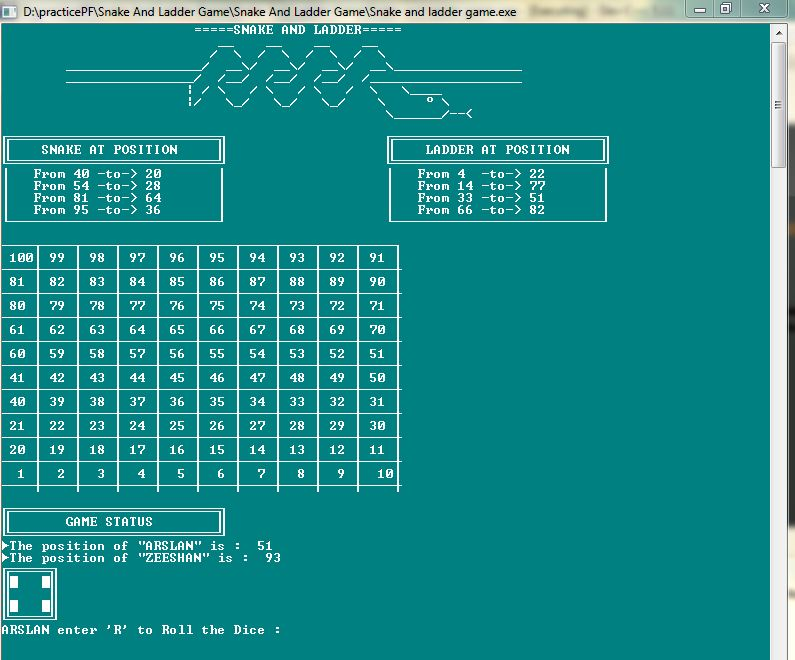 D:\practicePF\Snake And Ladder Game\Snake And Ladder Game\Snake and ladder game.exe
=====SNAKE AND LADDER=====
SNAKE AT POSITION
From 40 -to-> 20
From 54 -to-> 28
From 81 -to-> 64
From 95 -to-> 36
LADDER AT POSITION
From 4 -to-> 22
From 14 -to-> 77
From 33 -to-> 51
From 66 -to-> 82
100 99 98 97 96 95 94 93 92 91
81 82 83 84 85 86 87 88 89 90
80 79 78 77 76 75 74 73 72 71
61 62 63 64 65 66 67 68 69 70
60 59 58 57 56 55 54 53 52 51
41 42 43 44 45 46 47 48 49 50
40 39 38 37 36 35 34 33 32 31
21 22 23 24 25 26 27 28 29 30
20 19 18 17 16 15 14 13 12 11
1 2 3 4 5 6 7 8 9 10
GAME STATUS
The position of "ARSLAN" is : 51
The position of "ZEESHAN" is : 93
ARSLAN enter 'R' to Roll the Dice :